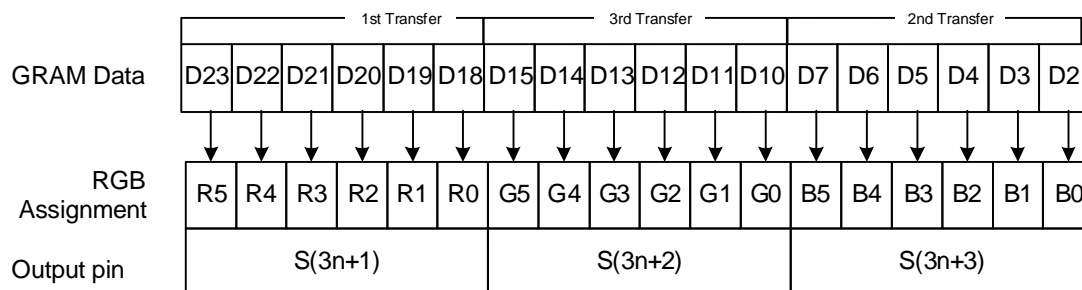 1st Transfer 3rd Transfer 2nd Transfer
GRAM Data D23 D22 D21 D20 D19 D18 D15 D14 D13 D12 D11 D10 D7 D6 D5 D4 D3 D2
RGB
Assignment R5 R4 R3 R2 R1 R0 G5 G4 G3 G2 G1 G0 B5 B4 B3 B2 B1 B0
Output pin S(3n+1) S(3n+2) S(3n+3)